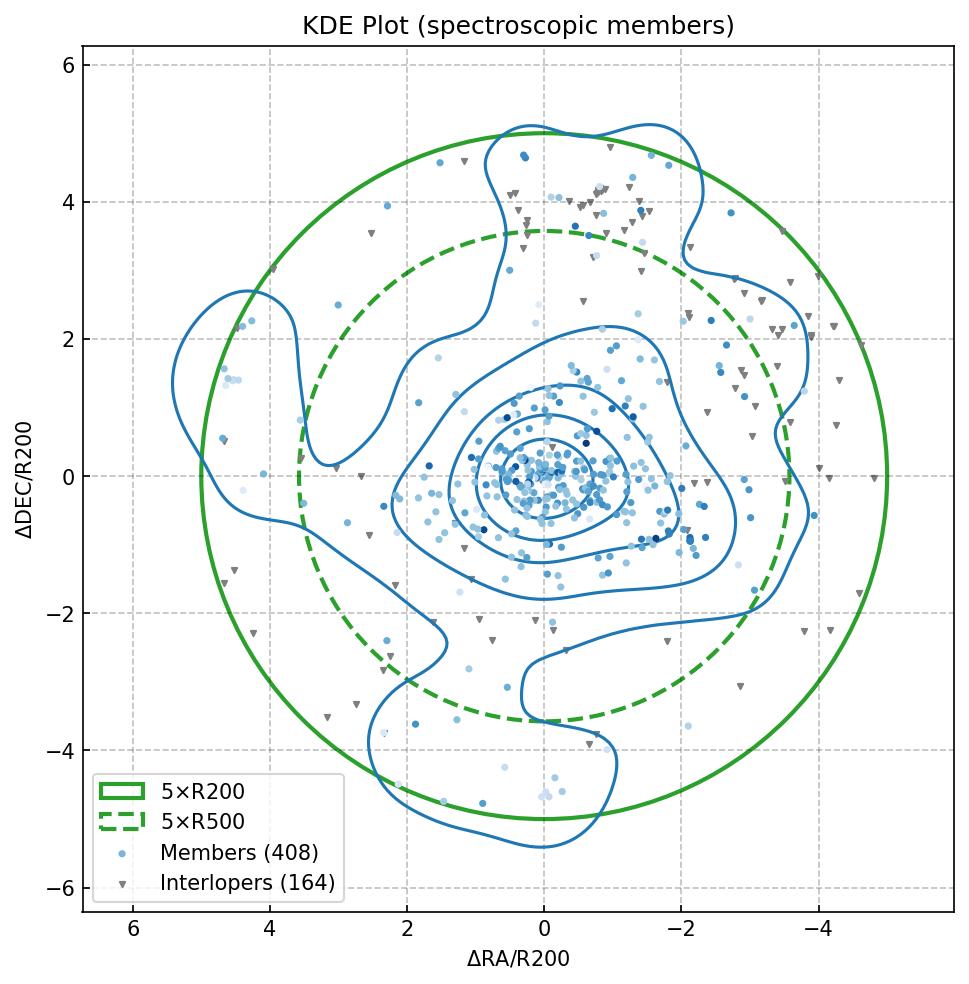 KDE Plot (spectroscopic members)
6
4
2
0
−2
−4
−6
ΔDEC/R200
5×R200
5×R500
Members (408)
Interlopers (164)
6
4
2
0
−2
−4
ΔRA/R200